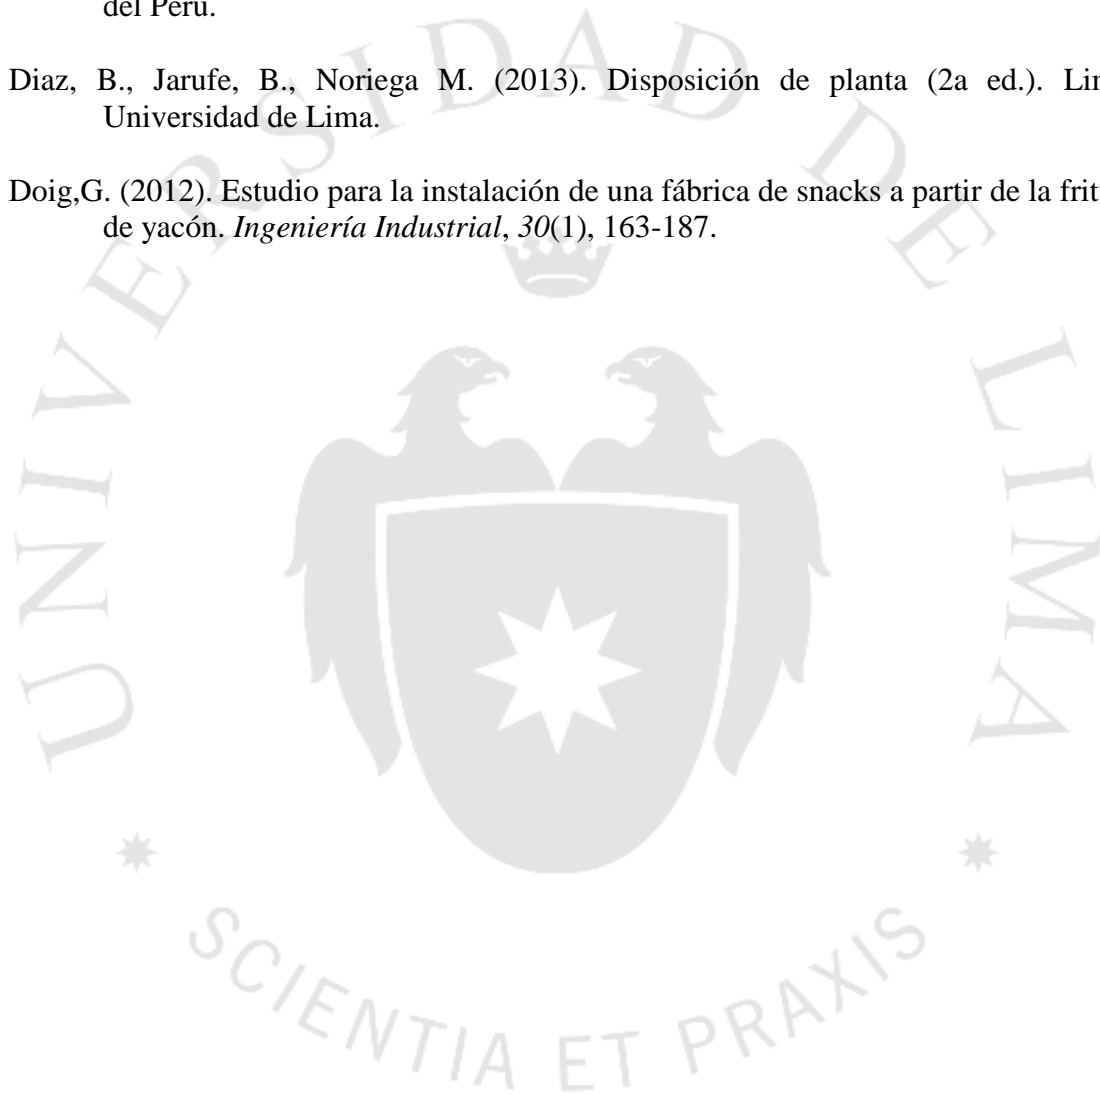 del Perú.
Diaz, B., Jarufe, B., Noriega M. (2013). Disposición de planta (2a ed.).
Universidad de Lima.
Doig,G. (2012). Estudio para la instalación de una fábrica de snacks a partir de la
de yacón. Ingeniería Industrial, 30(1), 163-187.
UNIVERSIDAD DE LIMA
SCIENTIA ET PRAXIS